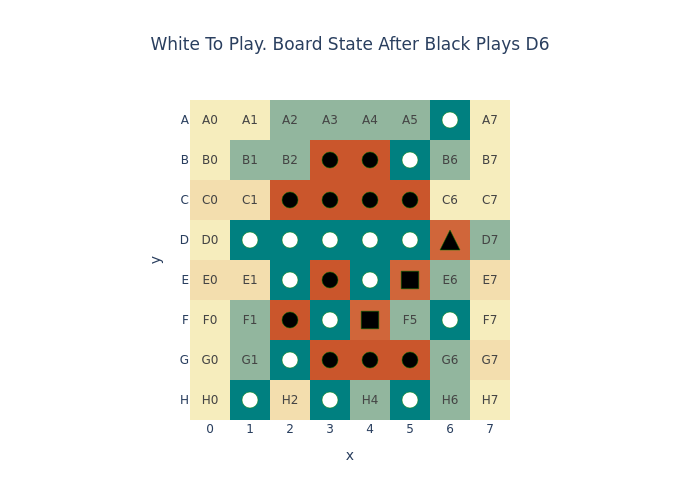 White To Play. Board State After Black Plays D6
A A0 A1 A2 A3 A4 A5 A7
B B0 B1 B2 B6 B7
C C0 C1 C6 C7
D D0 D7
y
E E0 E1 E6 E7
F F0 F1 F5 F7
G G0 G1 G6 G7
H H0 H2 H4 H6 H7
0 1 2 3 4 5 6 7
x